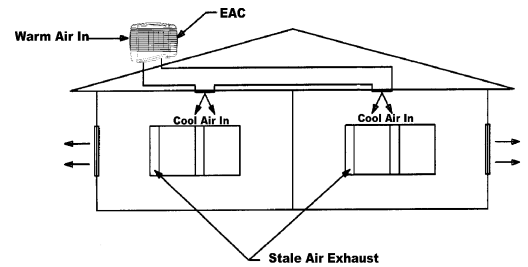 EAC
Warm Air In
Cool Air In
Cool Air In
Stale Air Exhaust